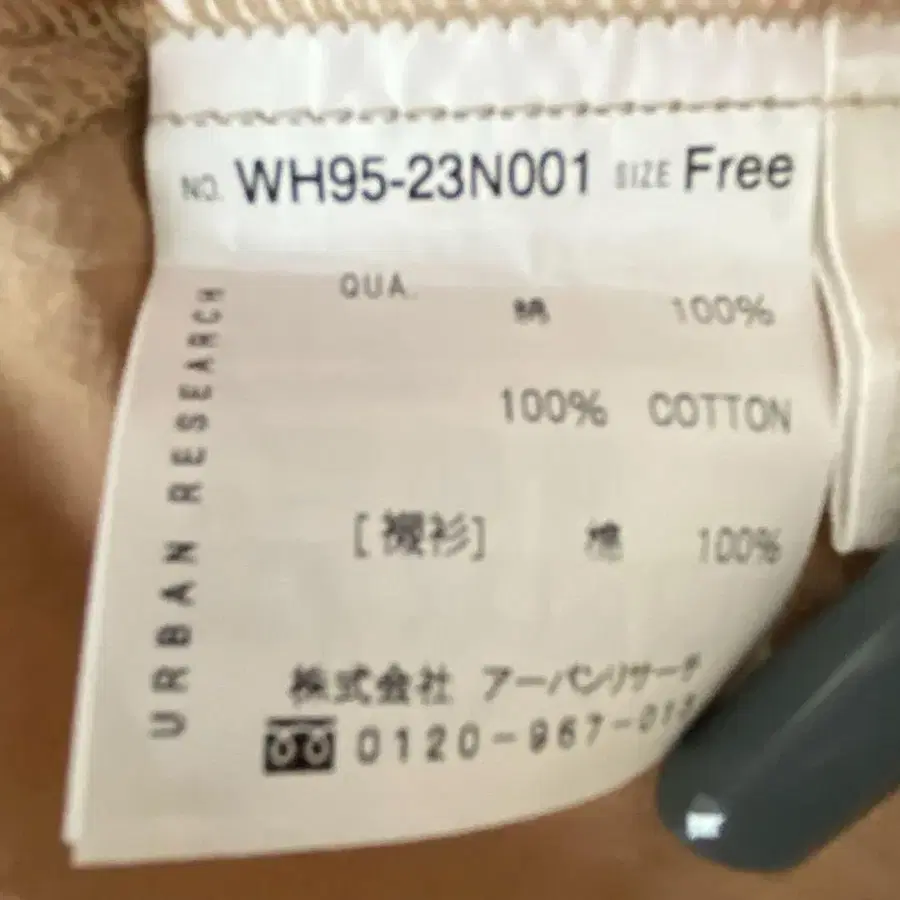 NO. WH95-23N001 SIZE Free
QUA.
綿 100%
100% COTTON
[襯衫] 棉 100%
URBAN RESEARCH
株式会社 アーバンリサーチ
0120-967-01